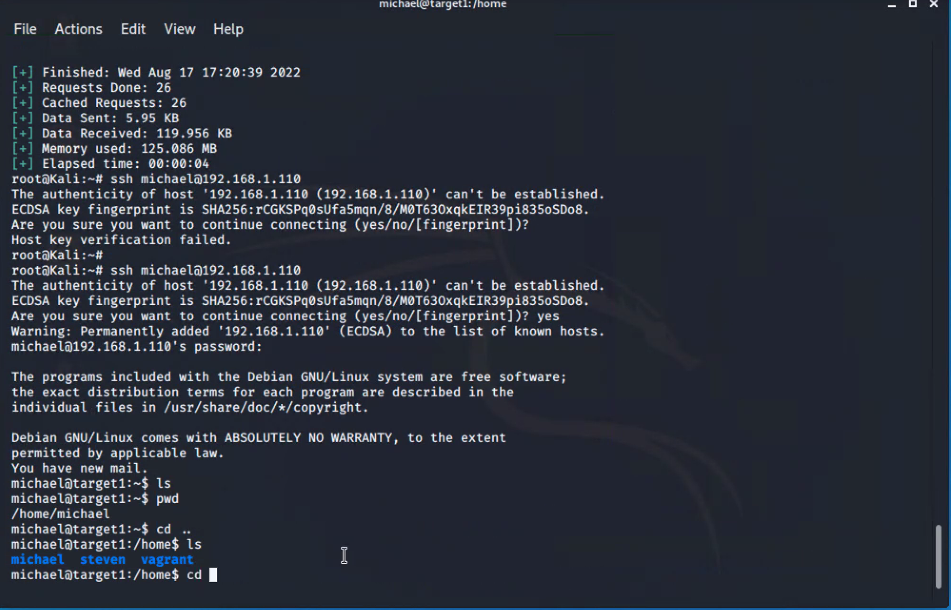 michael@target1:/home
File Actions Edit View Help
[+] Finished: Wed Aug 17 17:20:39 2022
[+] Requests Done: 26
[+] Cached Requests: 26
[+] Data Sent: 5.95 KB
[+] Data Received: 119.956 KB
[+] Memory used: 125.086 MB
[+] Elapsed time: 00:00:04
root@Kali:~# ssh michael@192.168.1.110
The authenticity of host '192.168.1.110 (192.168.1.110)' can't be established.
ECDSA key fingerprint is SHA256:rCGKSPq0sUfa5mqn/8/M0T63OxqkEIR39pi835oSDo8.
Are you sure you want to continue connecting (yes/no/[fingerprint])?
Host key verification failed.
root@Kali:~#
root@Kali:~# ssh michael@192.168.1.110
The authenticity of host '192.168.1.110 (192.168.1.110)' can't be established.
ECDSA key fingerprint is SHA256:rCGKSPq0sUfa5mqn/8/M0T63OxqkEIR39pi835oSDo8.
Are you sure you want to continue connecting (yes/no/[fingerprint])? yes
Warning: Permanently added '192.168.1.110' (ECDSA) to the list of known hosts.
michael@192.168.1.110's password:
The programs included with the Debian GNU/Linux system are free software;
the exact distribution terms for each program are described in the
individual files in /usr/share/doc/*/copyright.
Debian GNU/Linux comes with ABSOLUTELY NO WARRANTY, to the extent
permitted by applicable law.
You have new mail.
michael@target1:~$ ls
michael@target1:~$ pwd
/home/michael
michael@target1:~$ cd ..
michael@target1:/home$ ls
michael steven vagrant
michael@target1:/home$ cd